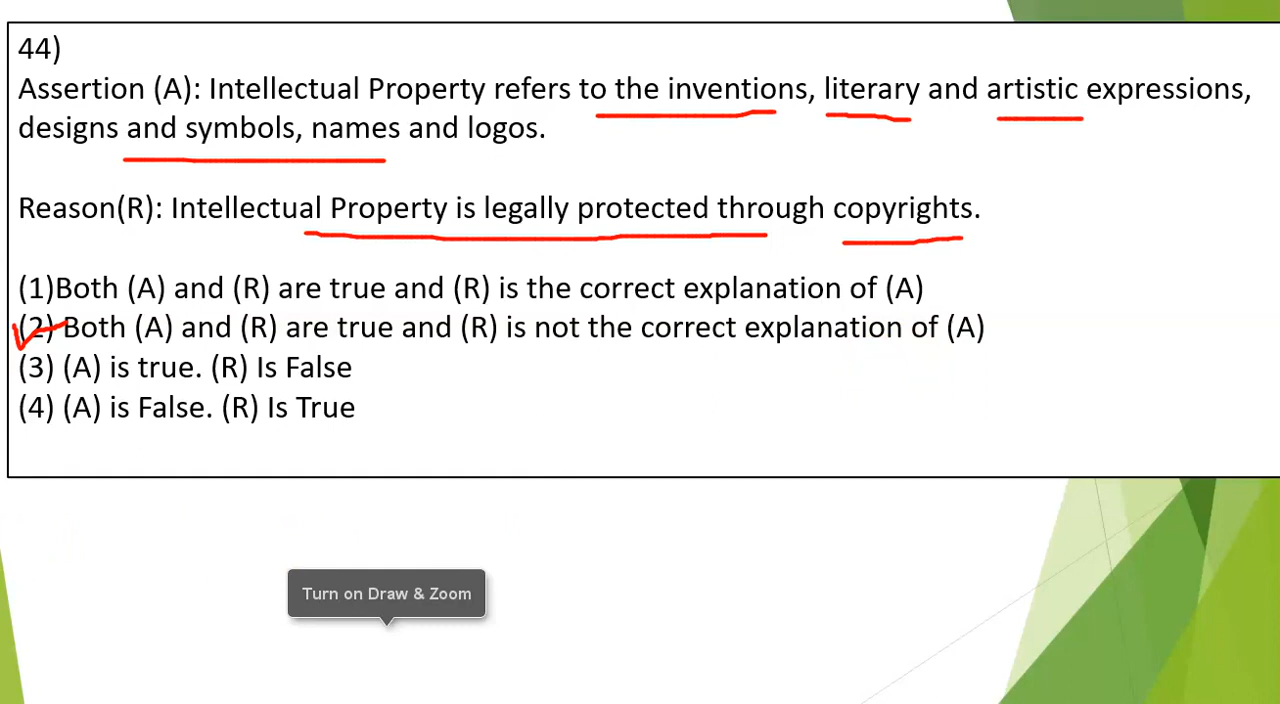 44)
Assertion (A): Intellectual Property refers to the inventions, literary and artistic expressions,
designs and symbols, names and logos.
Reason(R): Intellectual Property is legally protected through copyrights.
(1)Both (A) and (R) are true and (R) is the correct explanation of (A)
(2) Both (A) and (R) are true and (R) is not the correct explanation of (A)
(3) (A) is true. (R) Is False
(4) (A) is False. (R) Is True
Turn on Draw & Zoom